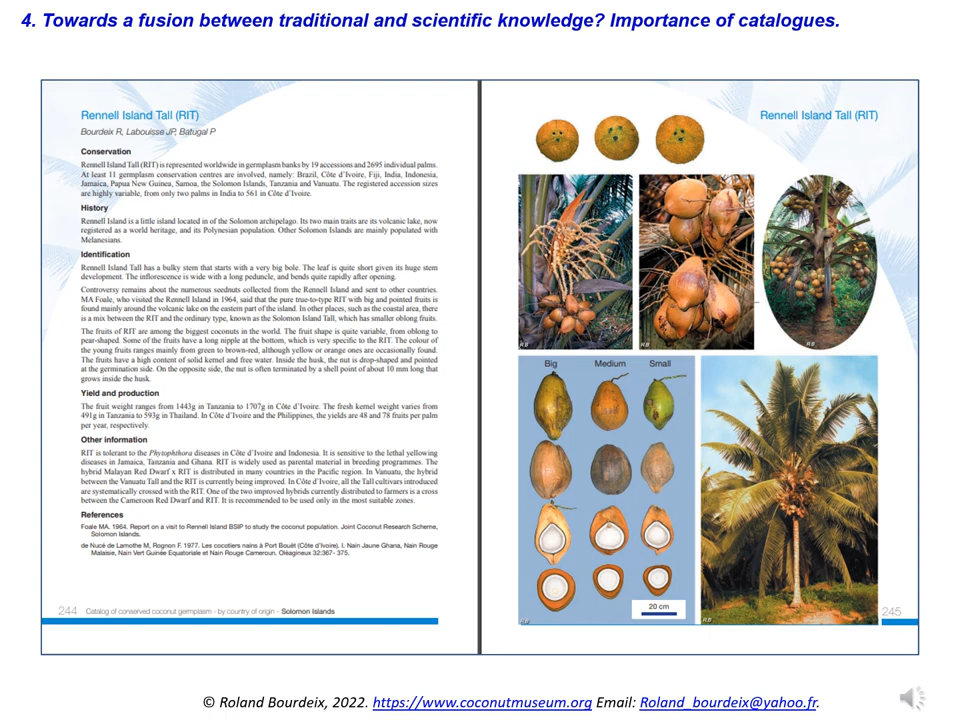 4. Towards a fusion between traditional and scientific knowledge? Importance of catalogues.
Rennell Island Tall (RIT)
Bourdeix R, Labouisse JP, Batugal P
Conservation
Rennell Island Tall (RIT) is represented worldwide in germplasm banks by 19 accessions and 2695 individual palms.
At least 11 germplasm conservation centres are involved, namely: Brazil, Côte d'Ivoire, Fiji, India, Indonesia,
Jamaica, Papua New Guinea, Samoa, the Solomon Islands, Tanzania and Vanuatu. The registered accession sizes
are highly variable, from only two palms in India to 561 in Côte d'Ivoire.
History
Rennell Island is a little island located in of the Solomon archipelago. Its two main traits are its volcanic lake, now
registered as a world heritage, and its Polynesian population. Other Solomon Islands are mainly populated with
Melanesians.
Identification
Rennell Island Tall has a bulky stem that starts with a very big bole. The leaf is quite short given its huge stem
development. The inflorescence is wide with a long peduncle, and bends quite rapidly after opening.
Controversy remains about the numerous seednuts collected from the Rennell Island and sent to other countries.
MA Foale, who visited the Rennell Island in 1964, said that the pure true-to-type RIT with big and pointed fruits is
found mainly around the volcanic lake on the eastern part of the island. In other places, such as the coastal area, there
is a mix between the RIT and the ordinary type, known as the Solomon Island Tall, which has smaller oblong fruits.
The fruits of RIT are among the biggest coconuts in the world. The fruit shape is quite variable, from oblong to
pear-shaped. Some of the fruits have a long nipple at the bottom, which is very specific to the RIT. The colour of
the young fruits ranges mainly from green to brown-red, although yellow or orange ones are occasionally found.
The fruits have a high content of solid kernel and free water. Inside the husk, the nut is drop-shaped and pointed
at the germination side. On the opposite side, the nut is often terminated by a shell point of about 10 mm long that
grows inside the husk.
Yield and production
The fruit weight ranges from 1443g in Tanzania to 1707g in Côte d'Ivoire. The fresh kernel weight varies from
491g in Tanzania to 593g in Thailand. In Côte d'Ivoire and the Philippines, the yields are 48 and 78 fruits per palm
per year, respectively.
Other information
RIT is tolerant to the Phytophthora diseases in Côte d'Ivoire and Indonesia. It is sensitive to the lethal yellowing
diseases in Jamaica, Tanzania and Ghana. RIT is widely used as parental material in breeding programmes. The
hybrid Malayan Red Dwarf x RIT is distributed in many countries in the Pacific region. In Vanuatu, the hybrid
between the Vanuatu Tall and the RIT is currently being improved. In Côte d'Ivoire, all the Tall cultivars introduced
are systematically crossed with the RIT. One of the two improved hybrids currently distributed to farmers is a cross
between the Cameroon Red Dwarf and RIT. It is recommended to be used only in the most suitable zones.
References
Foale MA. 1964. Report on a visit to Rennell Island BSIP to study the coconut population. Joint Coconut Research Scheme,
Solomon Islands.
de Nucé de Lamothe M, Rognon F. 1977. Les cocotiers nains à Port Bouët (Côte d'Ivoire). I. Nain Jaune Ghana, Nain Rouge
Malaisie, Nain Vert Guinée Equatoriale et Nain Rouge Cameroun. Oléagineux 32:367- 375.
244 Catalog of conserved coconut germplasm - by country of origin - Solomon Islands
Rennell Island Tall (RIT)
R.B
R.B
R.B
Big Medium Small
20 cm
R.B
R.B
245
© Roland Bourdeix, 2022. https://www.coconutmuseum.org Email: Roland_bourdeix@yahoo.fr.